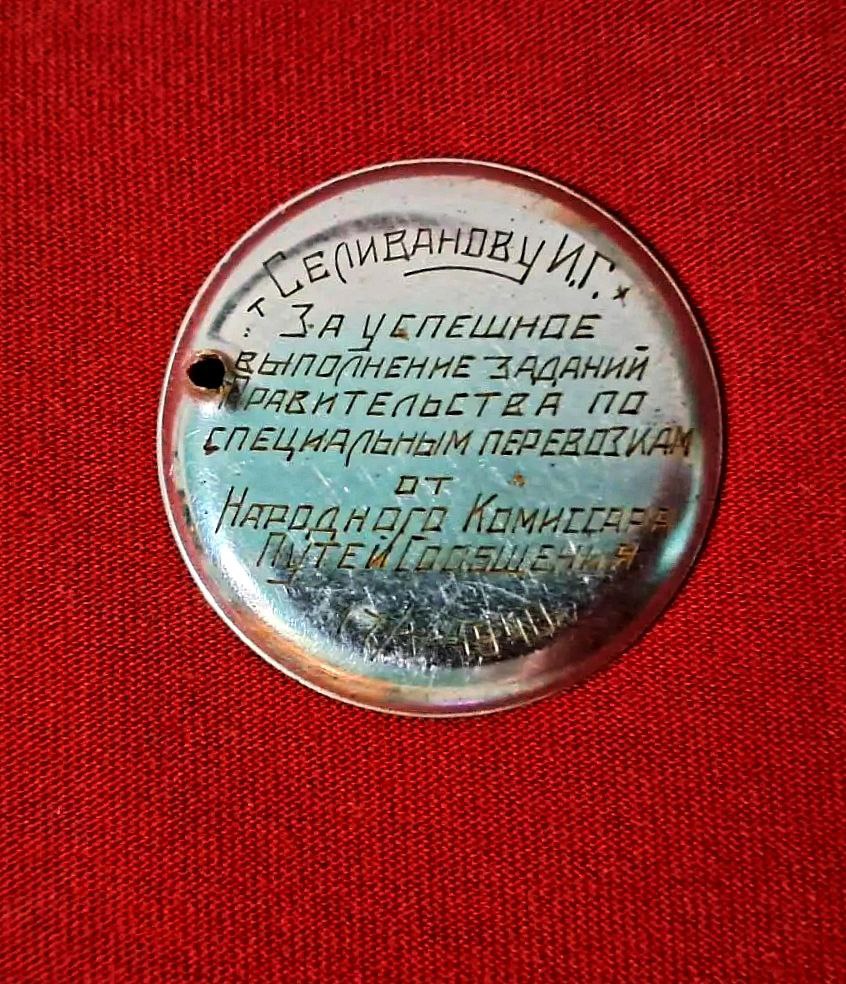 "т Селиванову И.Г.
За успешное
выполнение заданий
Правительства по
специальным перевозкам
от
Народного Комиссара
Путей Сообщения